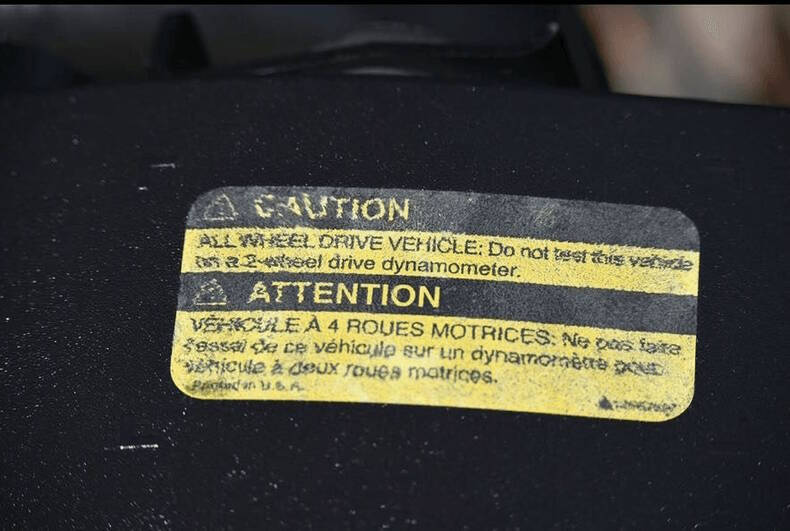 CAUTION
ALL WHEEL DRIVE VEHICLE: Do not test this vehicle
on a 2-wheel drive dynamometer.
ATTENTION
VÉHICULE À 4 ROUES MOTRICES: Ne pas faire
l'essai de ce véhicule sur un dynamomètre pour
véhicule à deux roues motrices.
Printed in U.S.A.